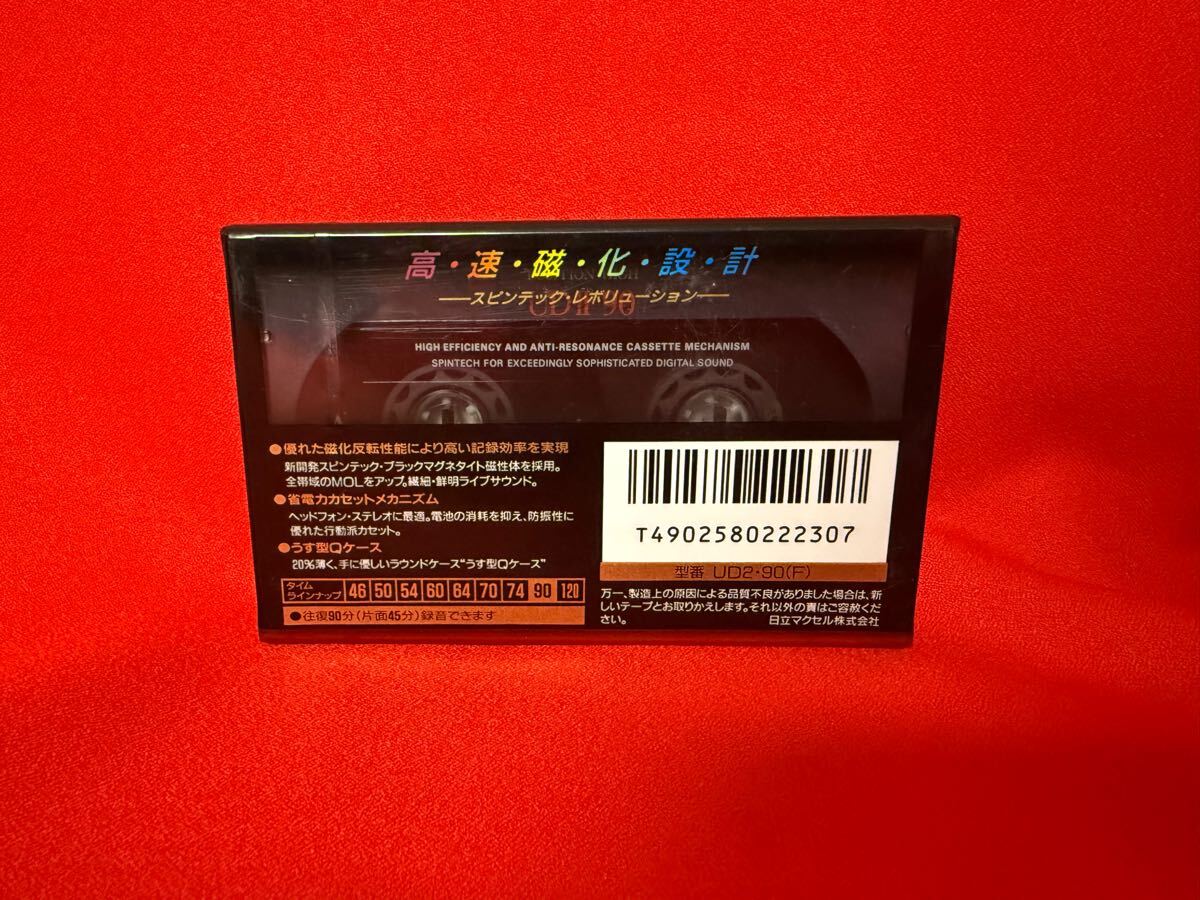 高・速・磁・化・設・計
スピンテック・レボリューション
UDII 90
HIGH EFFICIENCY AND ANTI-RESONANCE CASSETTE MECHANISM
SPINTECH FOR EXCEEDINGLY SOPHISTICATED DIGITAL SOUND
●優れた磁化反転性能により高い記録効率を実現
新開発スピンテック・ブラックマグネタイト磁性体を採用。
全帯域のMOLをアップ。繊細・鮮明ライブサウンド。
●省電力カセットメカニズム
ヘッドフォン・ステレオに最適。電池の消耗を抑え、防振性に
優れた行動派カセット。
●うす型Qケース
20%薄く、手に優しいラウンドケース“うす型Qケース”
タイム
ラインナップ 46 50 54 60 64 70 74 90 120
●往復90分(片面45分)録音できます
T4902580222307
型番 UD2・90(F)
万一、製造上の原因による品質不良がありました場合は、新
しいテープとお取りかえします。それ以外の責はご容赦くだ
さい。 日立マクセル株式会社